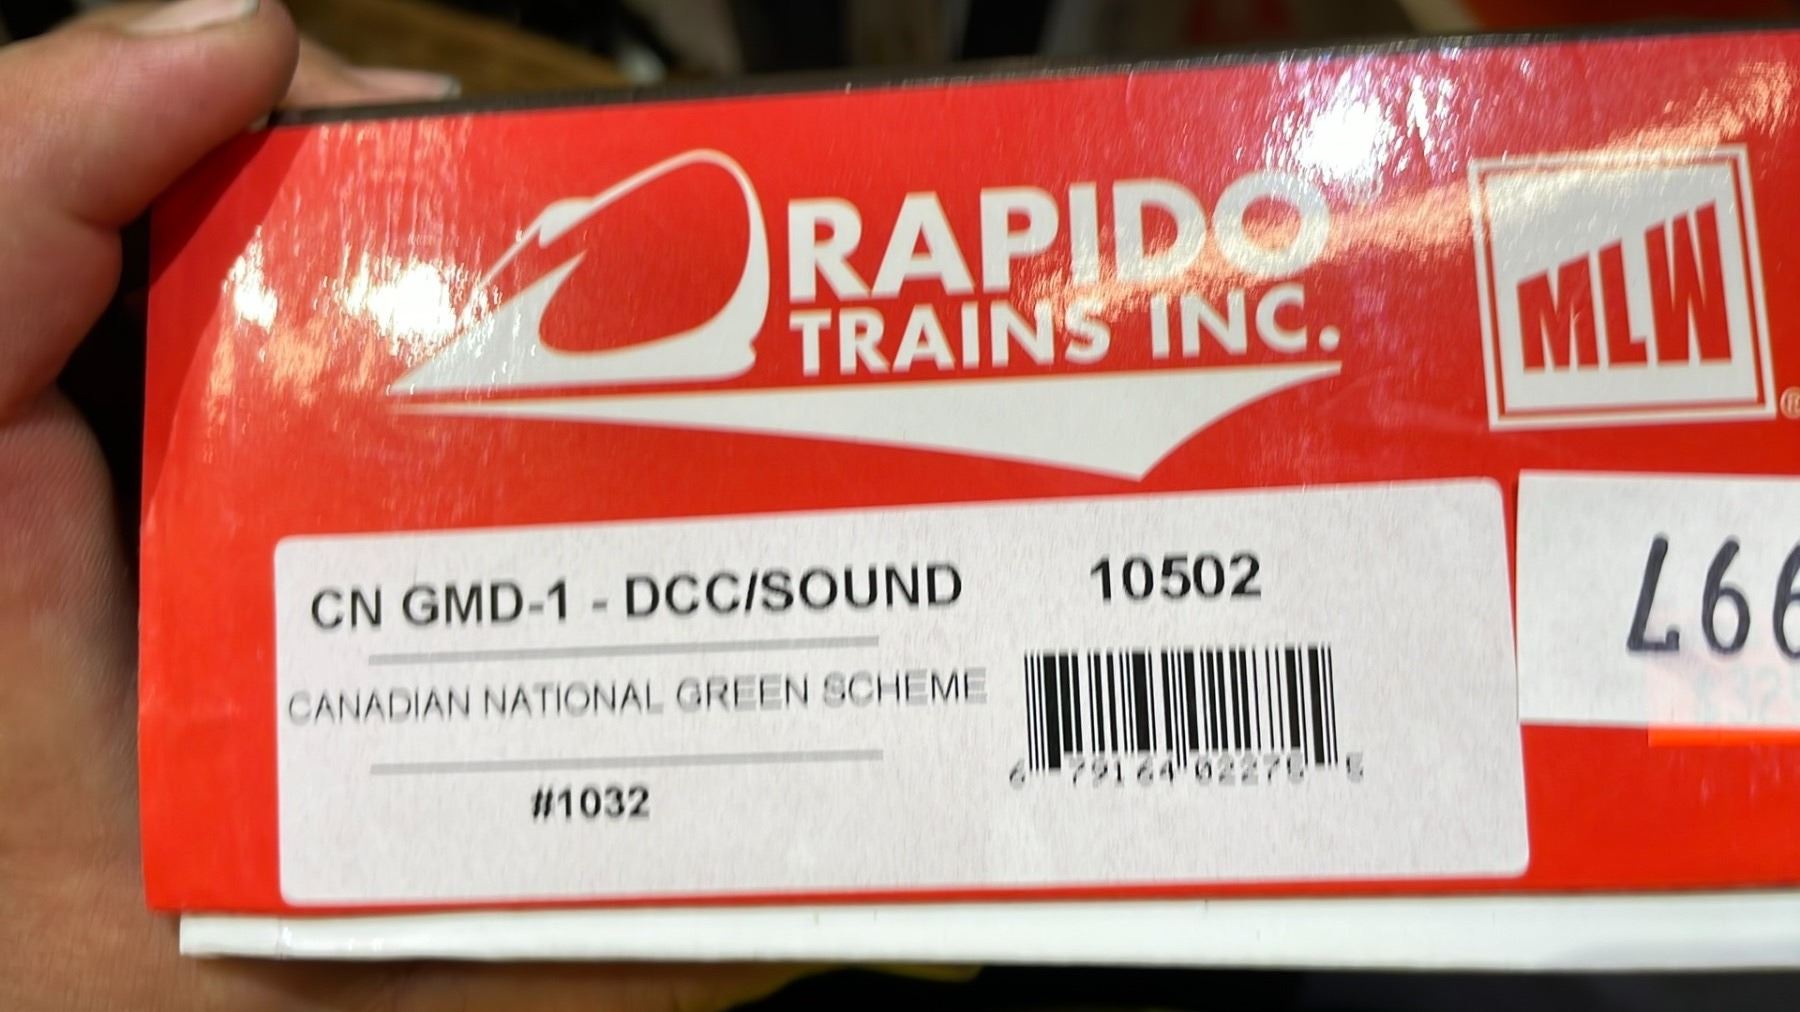 RAPIDO
TRAINS INC.
MLW
®
CN GMD-1 - DCC/SOUND
10502
CANADIAN NATIONAL GREEN SCHEME
#1032